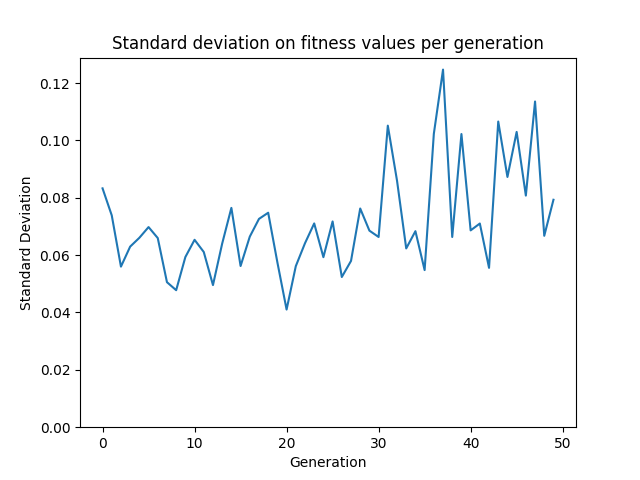 Standard deviation on fitness values per generation
0.12
0.10
0.08
0.06
0.04
0.02
0.00
Standard Deviation
0 10 20 30 40 50
Generation